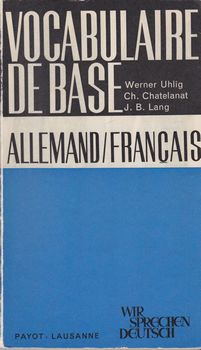 VOCABULAIRE
DE BASE
Werner Uhlig
Ch. Chatelanat
J. B. Lang
ALLEMAND/FRANÇAIS
WIR
SPRECHEN
DEUTSCH
PAYOT-LAUSANNE